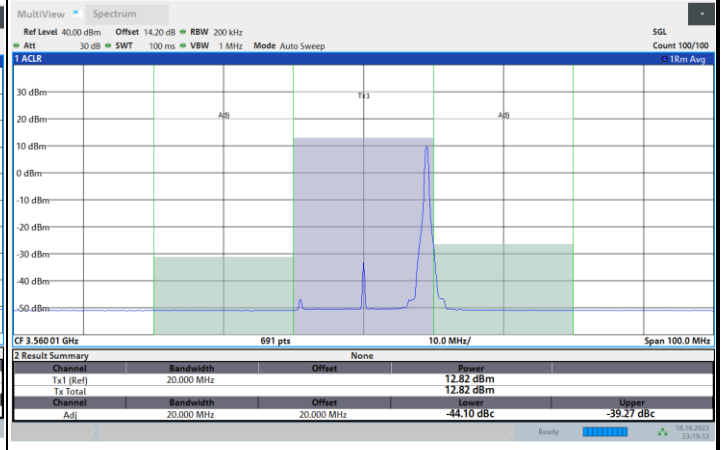 MultiView Spectrum
Ref Level 40.00 dBm Offset 14.20 dB RBW 200 kHz SGL
Att 30 dB SWT 100 ms VBW 1 MHz Mode Auto Sweep Count 100/100
1 ACLR 1Rm Avg
30 dBm
Tx1
20 dBm Adj Adj
10 dBm
0 dBm
-10 dBm
-20 dBm
-30 dBm
-40 dBm
-50 dBm
CF 3.560 01 GHz 691 pts 10.0 MHz/ Span 100.0 MHz
2 Result Summary None
Channel Bandwidth Offset Power
Tx1 (Ref) 20.000 MHz 12.82 dBm
Tx Total 12.82 dBm
Channel Bandwidth Offset Lower Upper
Adj 20.000 MHz 20.000 MHz -44.10 dBc -39.27 dBc
Ready 18.10.2022
23:19:12